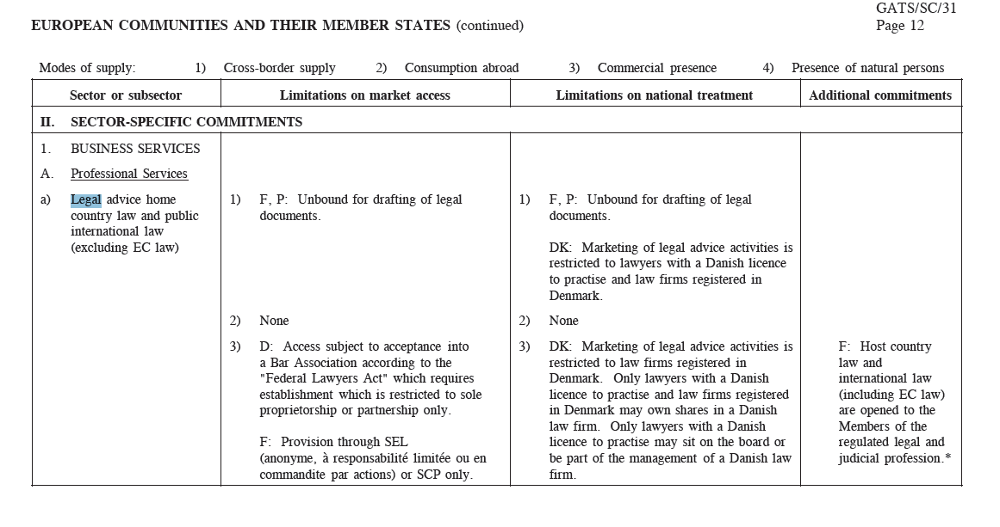 GATS/SC/31
EUROPEAN COMMUNITIES AND THEIR MEMBER STATES (continued)
Page 12
Modes of supply: 1) Cross-border supply 2) Consumption abroad 3) Commercial presence 4) Presence of natural persons
Sector or subsector
Limitations on market access
Limitations on national treatment
Additional commitments
II. SECTOR-SPECIFIC COMMITMENTS
1. BUSINESS SERVICES
A. Professional Services
a) Legal advice home
country law and public
international law
(excluding EC law)
1) F, P: Unbound for drafting of legal
documents.
1) F, P: Unbound for drafting of legal
documents.
DK: Marketing of legal advice activities is
restricted to lawyers with a Danish licence
to practise and law firms registered in
Denmark.
2) None
2) None
3) D: Access subject to acceptance into
a Bar Association according to the
"Federal Lawyers Act" which requires
establishment which is restricted to sole
proprietorship or partnership only.
F: Provision through SEL
(anonyme, à responsabilité limitée ou en
commandite par actions) or SCP only.
3) DK: Marketing of legal advice activities is
restricted to law firms registered in
Denmark. Only lawyers with a Danish
licence to practise and law firms registered
in Denmark may own shares in a Danish
law firm. Only lawyers with a Danish
licence to practise may sit on the board or
be part of the management of a Danish law
firm.
F: Host country
law and
international law
(including EC law)
are opened to the
Members of the
regulated legal and
judicial profession.*